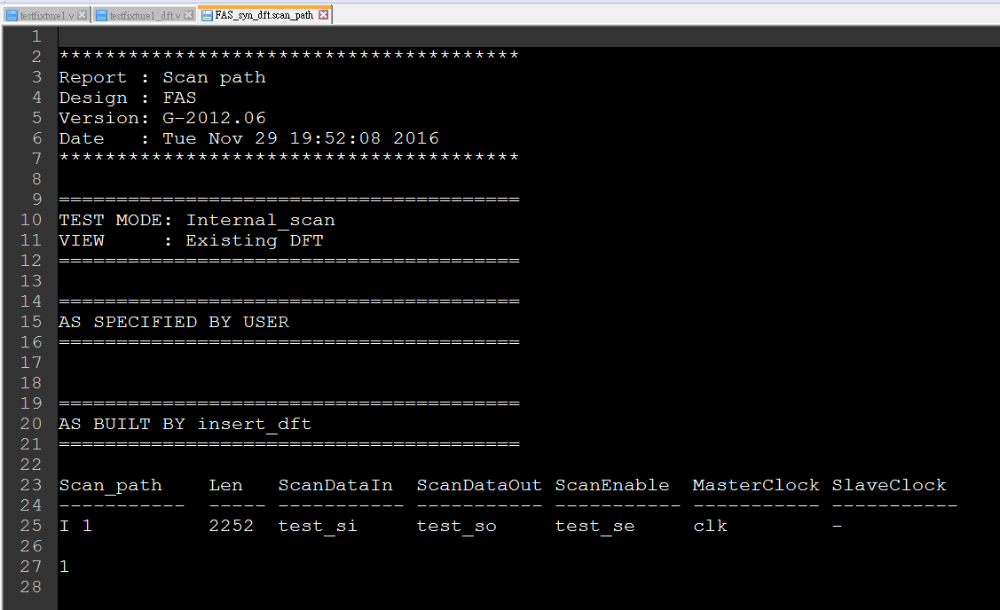 testfixture1.v testfixture1_dft.v FAS_syn_dft.scan_path
1
2 ****************************************
3 Report : Scan path
4 Design : FAS
5 Version: G-2012.06
6 Date   : Tue Nov 29 19:52:08 2016
7 ****************************************
8
9 ========================================
10 TEST MODE: Internal_scan
11 VIEW     : Existing DFT
12 ========================================
13
14 ========================================
15 AS SPECIFIED BY USER
16 ========================================
17
18
19 ========================================
20 AS BUILT BY insert_dft
21 ========================================
22
23 Scan_path    Len   ScanDataIn  ScanDataOut ScanEnable  MasterClock SlaveClock
24 -----------  ----- ----------- ----------- ----------- ----------- -----------
25 I 1          2252  test_si     test_so     test_se     clk         -
26
27 1
28